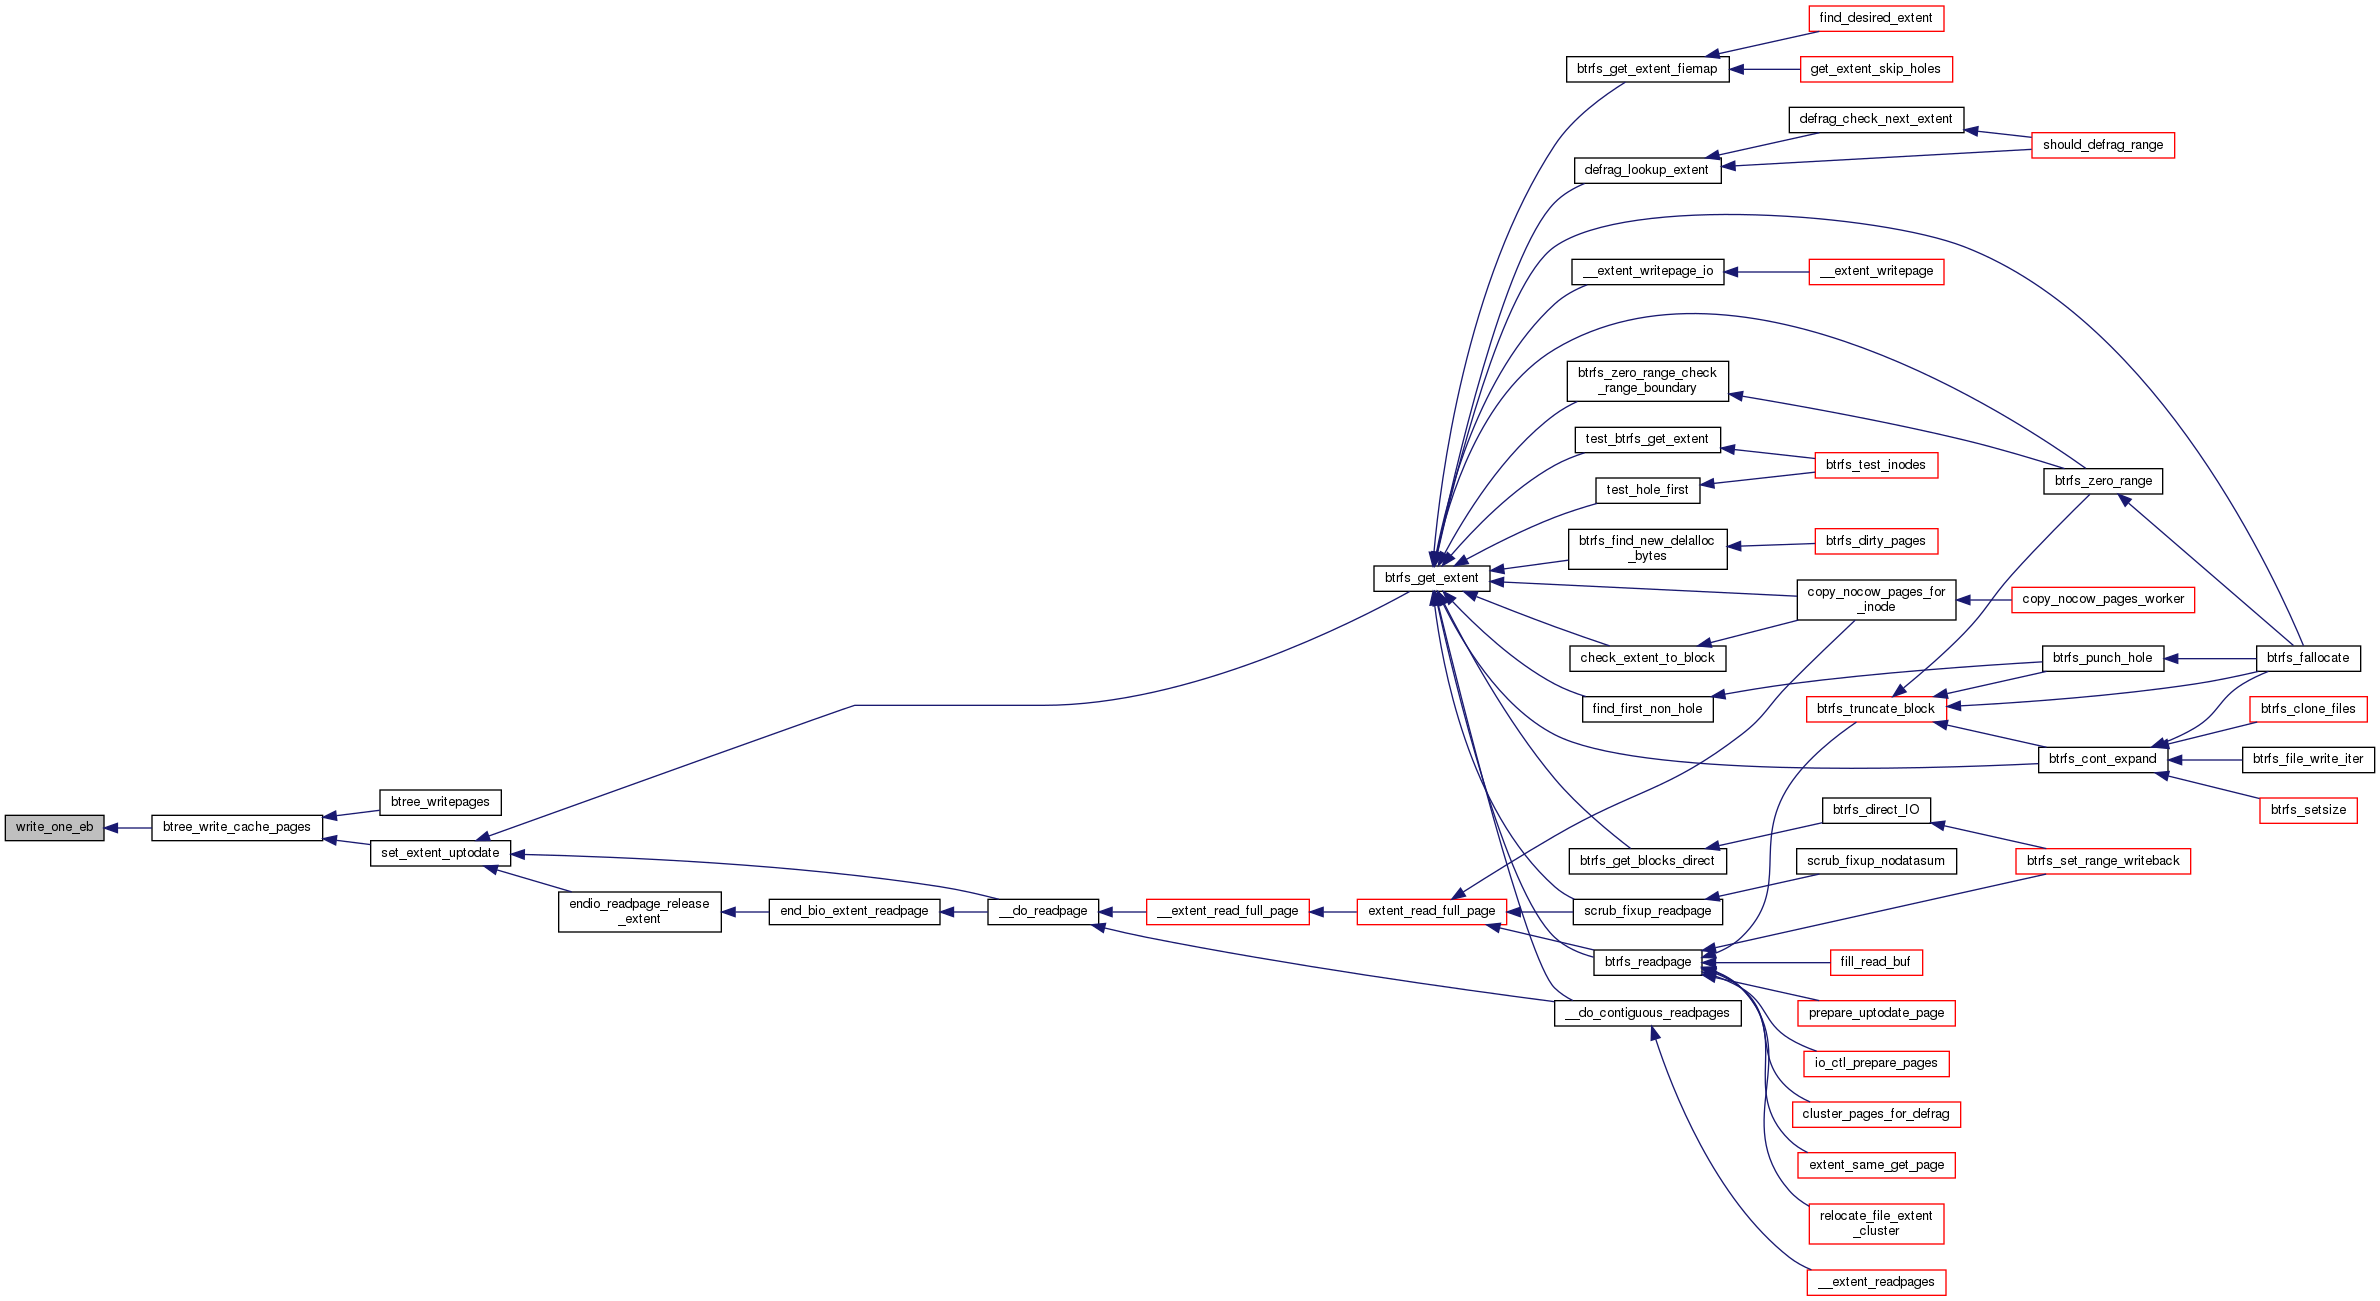 find_desired_extent
btrfs_get_extent_fiemap
get_extent_skip_holes
defrag_check_next_extent
should_defrag_range
defrag_lookup_extent
__extent_writepage_io
__extent_writepage
btrfs_zero_range_check
_range_boundary
test_btrfs_get_extent
btrfs_test_inodes
btrfs_zero_range
test_hole_first
btrfs_find_new_delalloc
_bytes
btrfs_dirty_pages
btrfs_get_extent
copy_nocow_pages_for
_inode
copy_nocow_pages_worker
check_extent_to_block
btrfs_punch_hole
btrfs_fallocate
find_first_non_hole
btrfs_truncate_block
btrfs_clone_files
btrfs_cont_expand
btrfs_file_write_iter
btree_writepages
btrfs_direct_IO
btrfs_setsize
write_one_eb
btree_write_cache_pages
set_extent_uptodate
btrfs_get_blocks_direct
scrub_fixup_nodatasum
btrfs_set_range_writeback
endio_readpage_release
_extent
end_bio_extent_readpage
__do_readpage
__extent_read_full_page
extent_read_full_page
scrub_fixup_readpage
btrfs_readpage
fill_read_buf
__do_contiguous_readpages
prepare_uptodate_page
io_ctl_prepare_pages
cluster_pages_for_defrag
extent_same_get_page
relocate_file_extent
_cluster
__extent_readpages